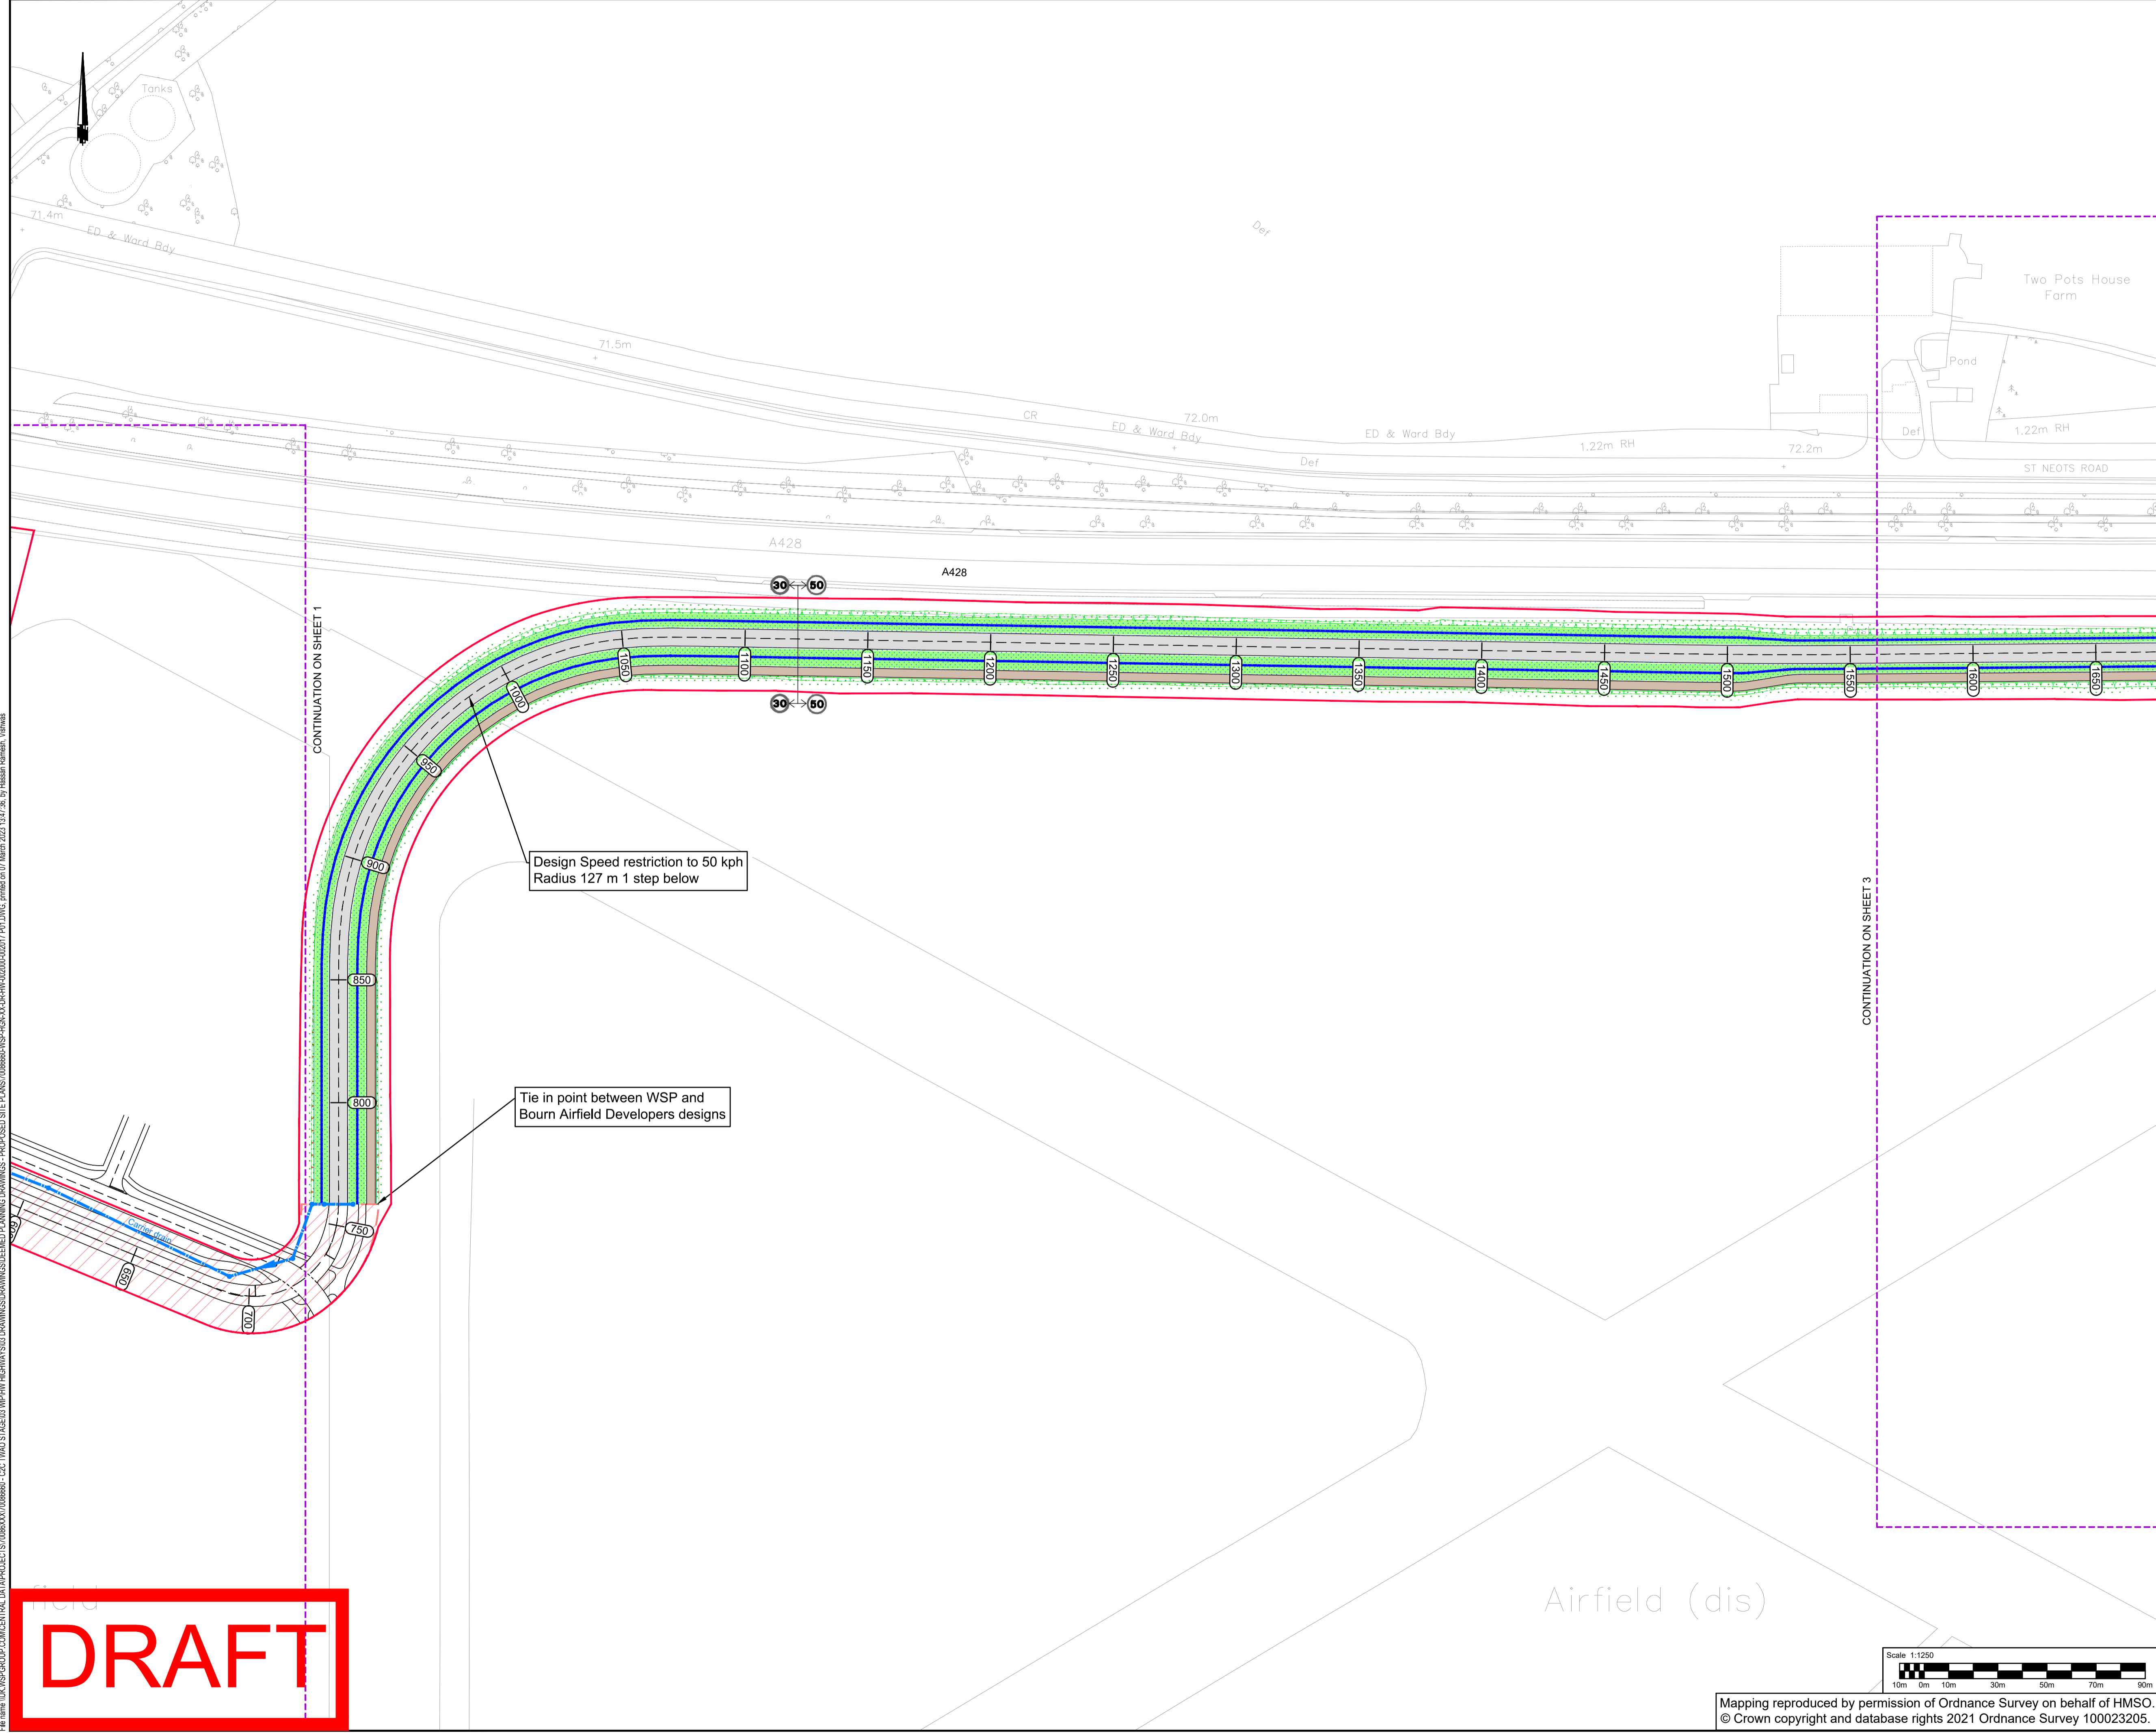 Tanks
71.4m
ED & Ward Bdy
Def
71.5m
Two Pots House
Farm
Pond
CR
72.0m
ED & Ward Bdy
ED & Ward Bdy
1.22m RH
72.2m
Def
1.22m RH
Def
ST NEOTS ROAD
A428
A428
30
50
CONTINUATION ON SHEET 1
1050
1100
1150
1200
1250
1300
1350
1400
1450
1500
1550
1600
1650
30
50
1000
950
900
Design Speed restriction to 50 kph
Radius 127 m 1 step below
CONTINUATION ON SHEET 3
850
800
Tie in point between WSP and
Bourn Airfield Developers designs
750
Carrier drain
600
650
700
field
Airfield (dis)
DRAFT
Scale 1:1250
10m 0m 10m 30m 50m 70m 90m
Mapping reproduced by permission of Ordnance Survey on behalf of HMSO.
© Crown copyright and database rights 2021 Ordnance Survey 100023205.